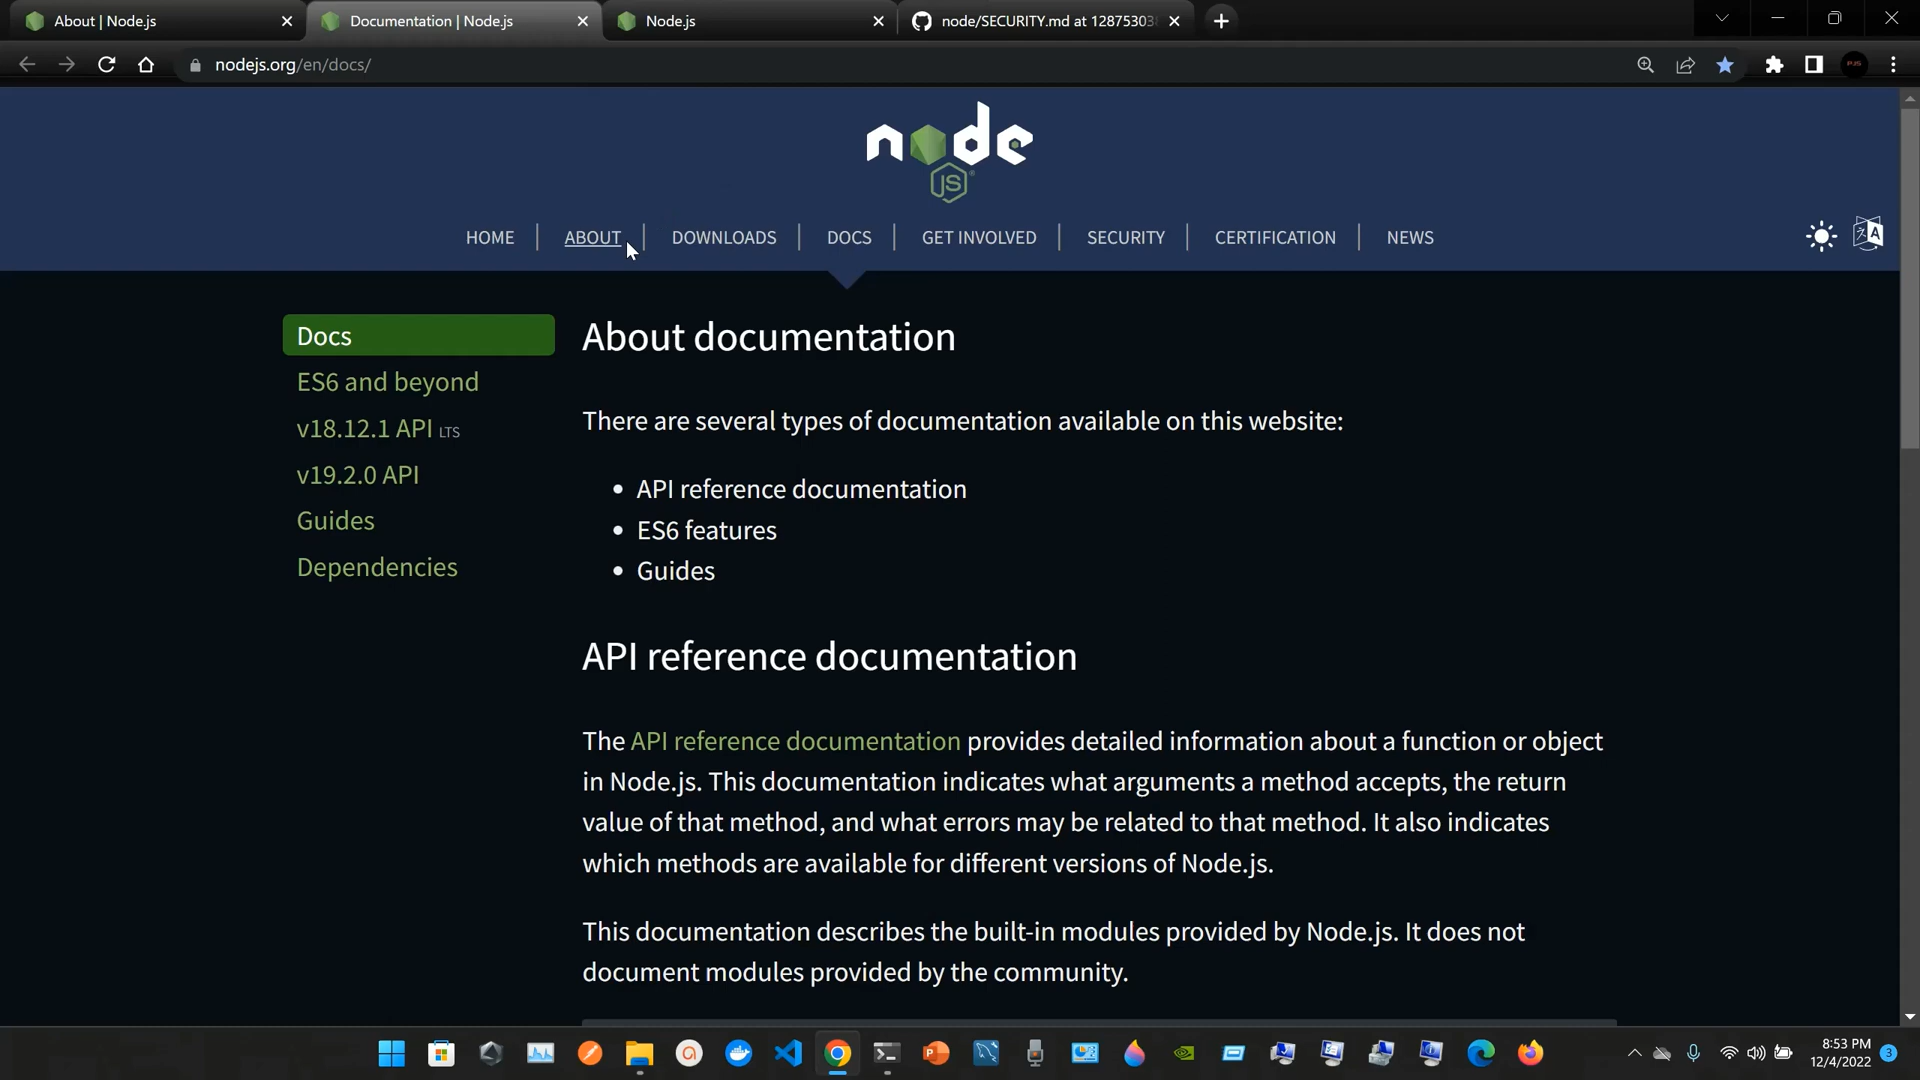 About | Node.js
Documentation | Node.js
Node.js
node/SECURITY.md at 12875303
nodejs.org/en/docs/
PJS
node
JS
HOME
ABOUT
DOWNLOADS
DOCS
GET INVOLVED
SECURITY
CERTIFICATION
NEWS
Docs
ES6 and beyond
v18.12.1 API LTS
v19.2.0 API
Guides
Dependencies
About documentation
There are several types of documentation available on this website:
• API reference documentation
• ES6 features
• Guides
API reference documentation
The API reference documentation provides detailed information about a function or object
in Node.js. This documentation indicates what arguments a method accepts, the return
value of that method, and what errors may be related to that method. It also indicates
which methods are available for different versions of Node.js.
This documentation describes the built-in modules provided by Node.js. It does not
document modules provided by the community.
8:53 PM
12/4/2022
3